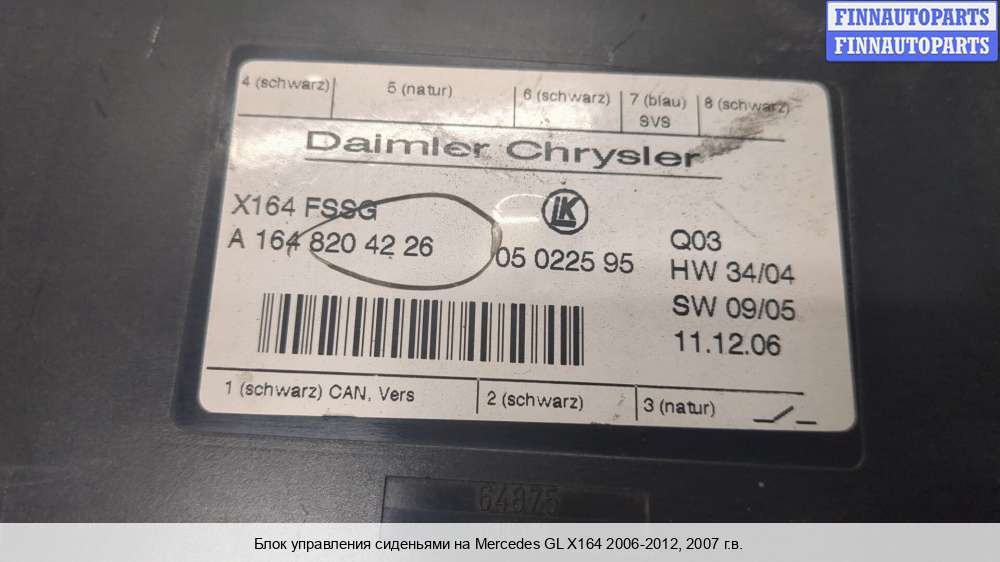 FINNAUTOPARTS
FINNAUTOPARTS
4 (schwarz) 5 (natur) 6 (schwarz) 7 (blau) 8 (schwarz)
SVS
Daimler Chrysler
X164 FSSG
LK
A 164 820 42 26
05 0225 95
Q03
HW 34/04
SW 09/05
11.12.06
1 (schwarz) CAN, Vers 2 (schwarz) 3 (natur)
64875
Блок управления сиденьями на Mercedes GL X164 2006-2012, 2007 г.в.